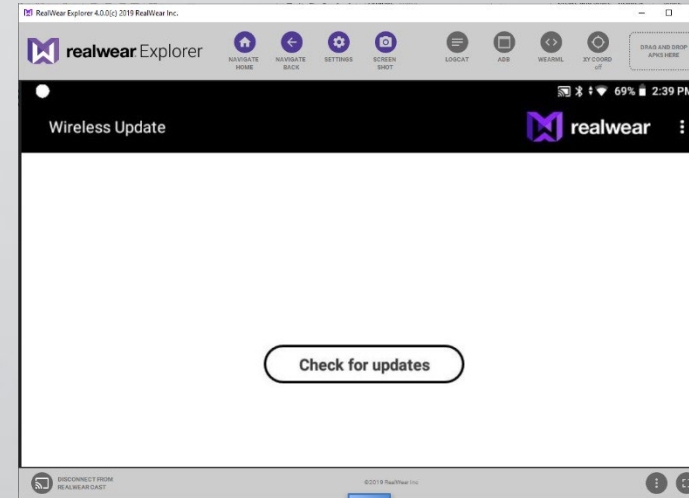 RealWear Explorer 4.0.0(c) 2019 RealWear Inc.
realwear Explorer
NAVIGATE HOME
NAVIGATE BACK
SETTINGS
SCREEN SHOT
LOGCAT
ADB
WEARML
XY COORD off
DRAG AND DROP APKS HERE
69% 2:39 PM
Wireless Update
realwear
Check for updates
DISCONNECT FROM REALWEAR CAST
©2019 RealWear Inc